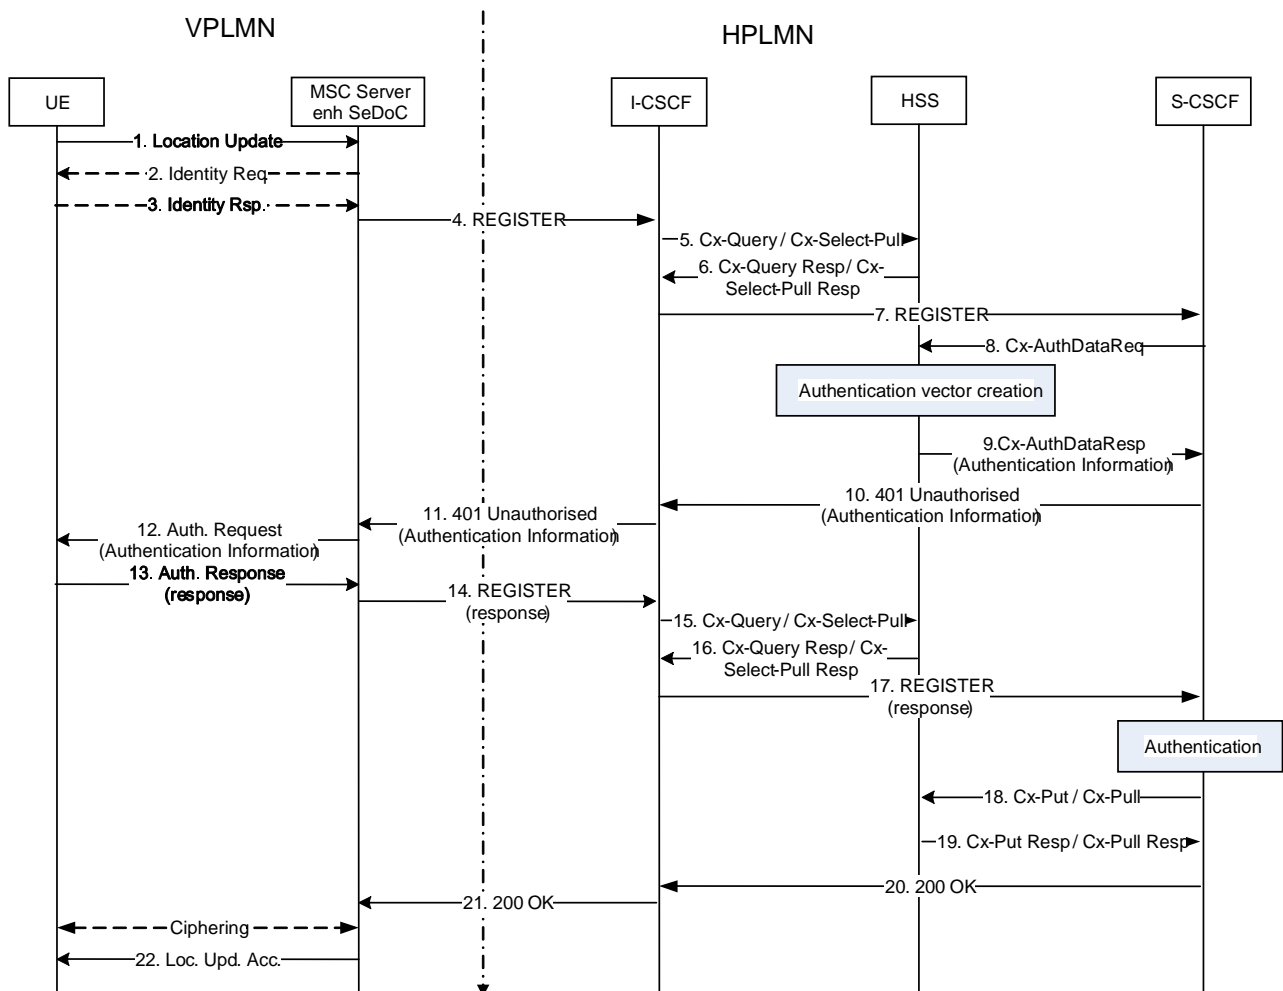 VPLMN
HPLMN
UE
MSC Server
enh SeDoC
I-CSCF
HSS
S-CSCF
1. Location Update
2. Identity Req
3. Identity Rsp.
4. REGISTER
5. Cx-Query / Cx-Select-Pull
6. Cx-Query Resp/ Cx-
Select-Pull Resp
7. REGISTER
8. Cx-AuthDataReq
Authentication vector creation
9.Cx-AuthDataResp
(Authentication Information)
10. 401 Unauthorised
(Authentication Information)
11. 401 Unauthorised
(Authentication Information)
12. Auth. Request
(Authentication Information)
13. Auth. Response
(response)
14. REGISTER
(response)
15. Cx-Query / Cx-Select-Pull
16. Cx-Query Resp/ Cx-
Select-Pull Resp
17. REGISTER
(response)
Authentication
18. Cx-Put / Cx-Pull
19. Cx-Put Resp / Cx-Pull Resp
20. 200 OK
21. 200 OK
Ciphering
22. Loc. Upd. Acc.